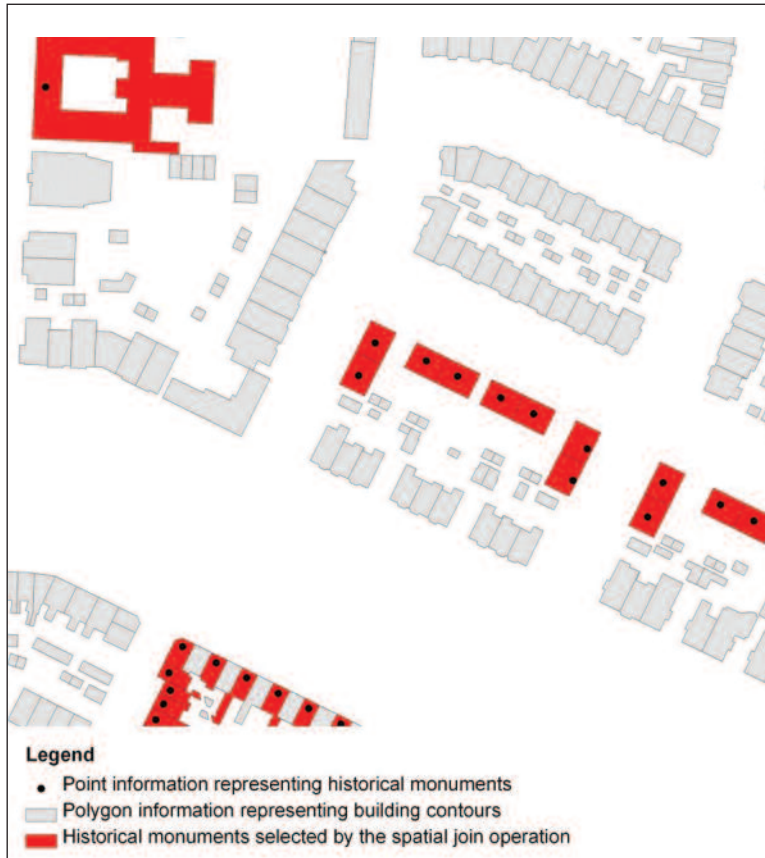 Legend
Point information representing historical monuments
Polygon information representing building contours
Historical monuments selected by the spatial join operation